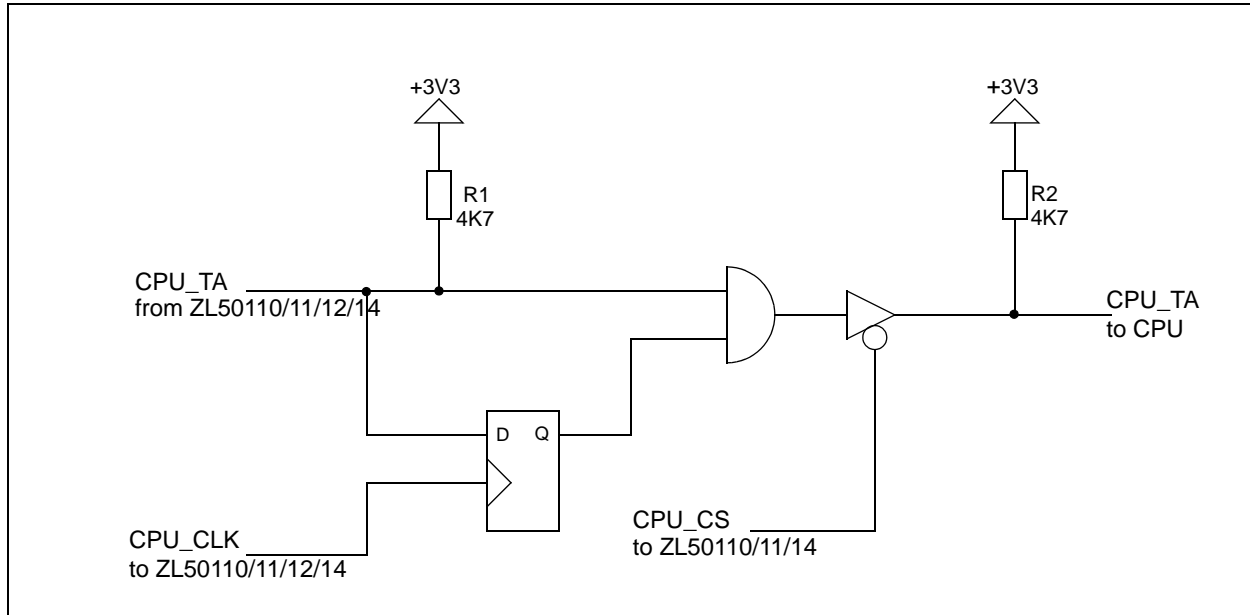 +3V3
+3V3
R1
4K7
R2
4K7
CPU_TA
from ZL50110/11/12/14
CPU_TA
to CPU
D Q
CPU_CLK
to ZL50110/11/12/14
CPU_CS
to ZL50110/11/14